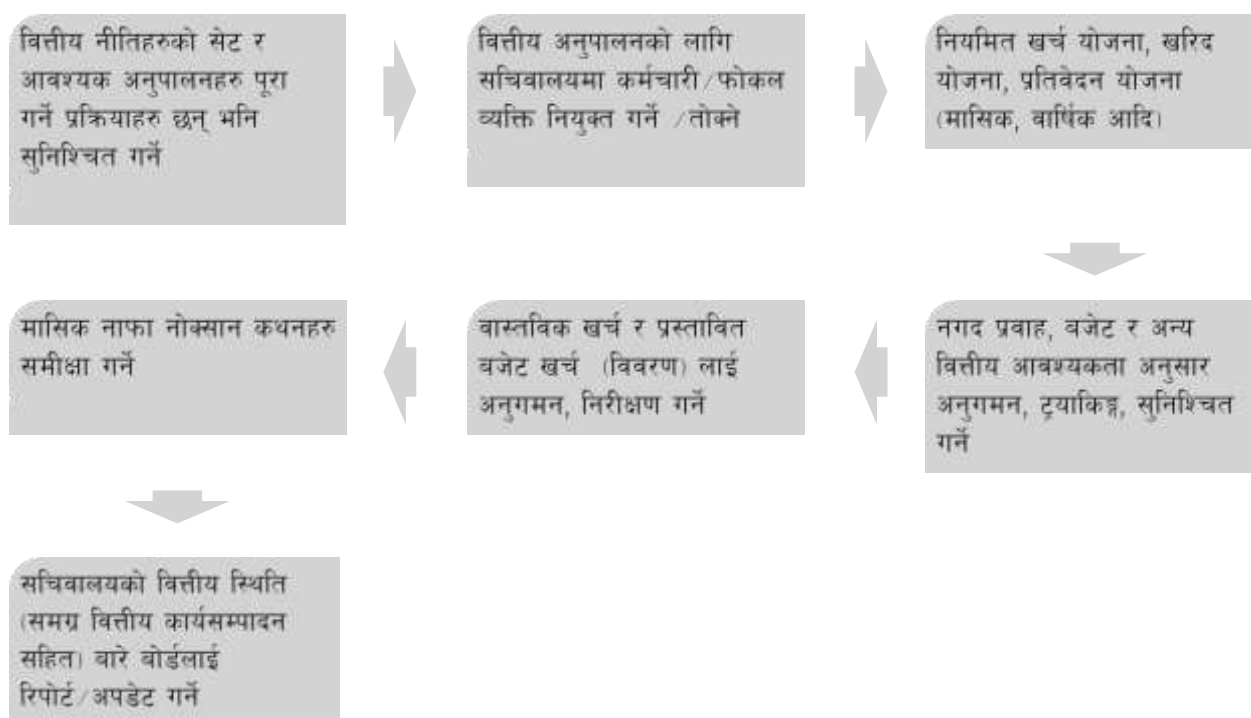 वित्तीय नीतिहरुको सेट र
आवश्यक अनुपालनहरु पूरा
गर्ने प्रक्रियाहरु छन् भनि
सुनिश्चित गर्ने
वित्तीय अनुपालनको लागि
सचिवालयमा कर्मचारी/फोकल
व्यक्ति नियुक्त गर्ने /तोक्ने
नियमित खर्च योजना, खरिद
योजना, प्रतिवेदन योजना
(मासिक, वार्षिक आदि)
नगद प्रवाह, बजेट र अन्य
वित्तीय आवश्यकता अनुसार
अनुगमन, ट्रयाकिङ्ग, सुनिश्चित
गर्ने
वास्तविक खर्च र प्रस्तावित
बजेट खर्च (विवरण) लाई
अनुगमन, निरीक्षण गर्ने
मासिक नाफा नोक्सान कथनहरु
समीक्षा गर्ने
सचिवालयको वित्तीय स्थिति
(समग्र वित्तीय कार्यसम्पादन
सहित) बारे बोर्डलाई
रिपोर्ट/अपडेट गर्ने